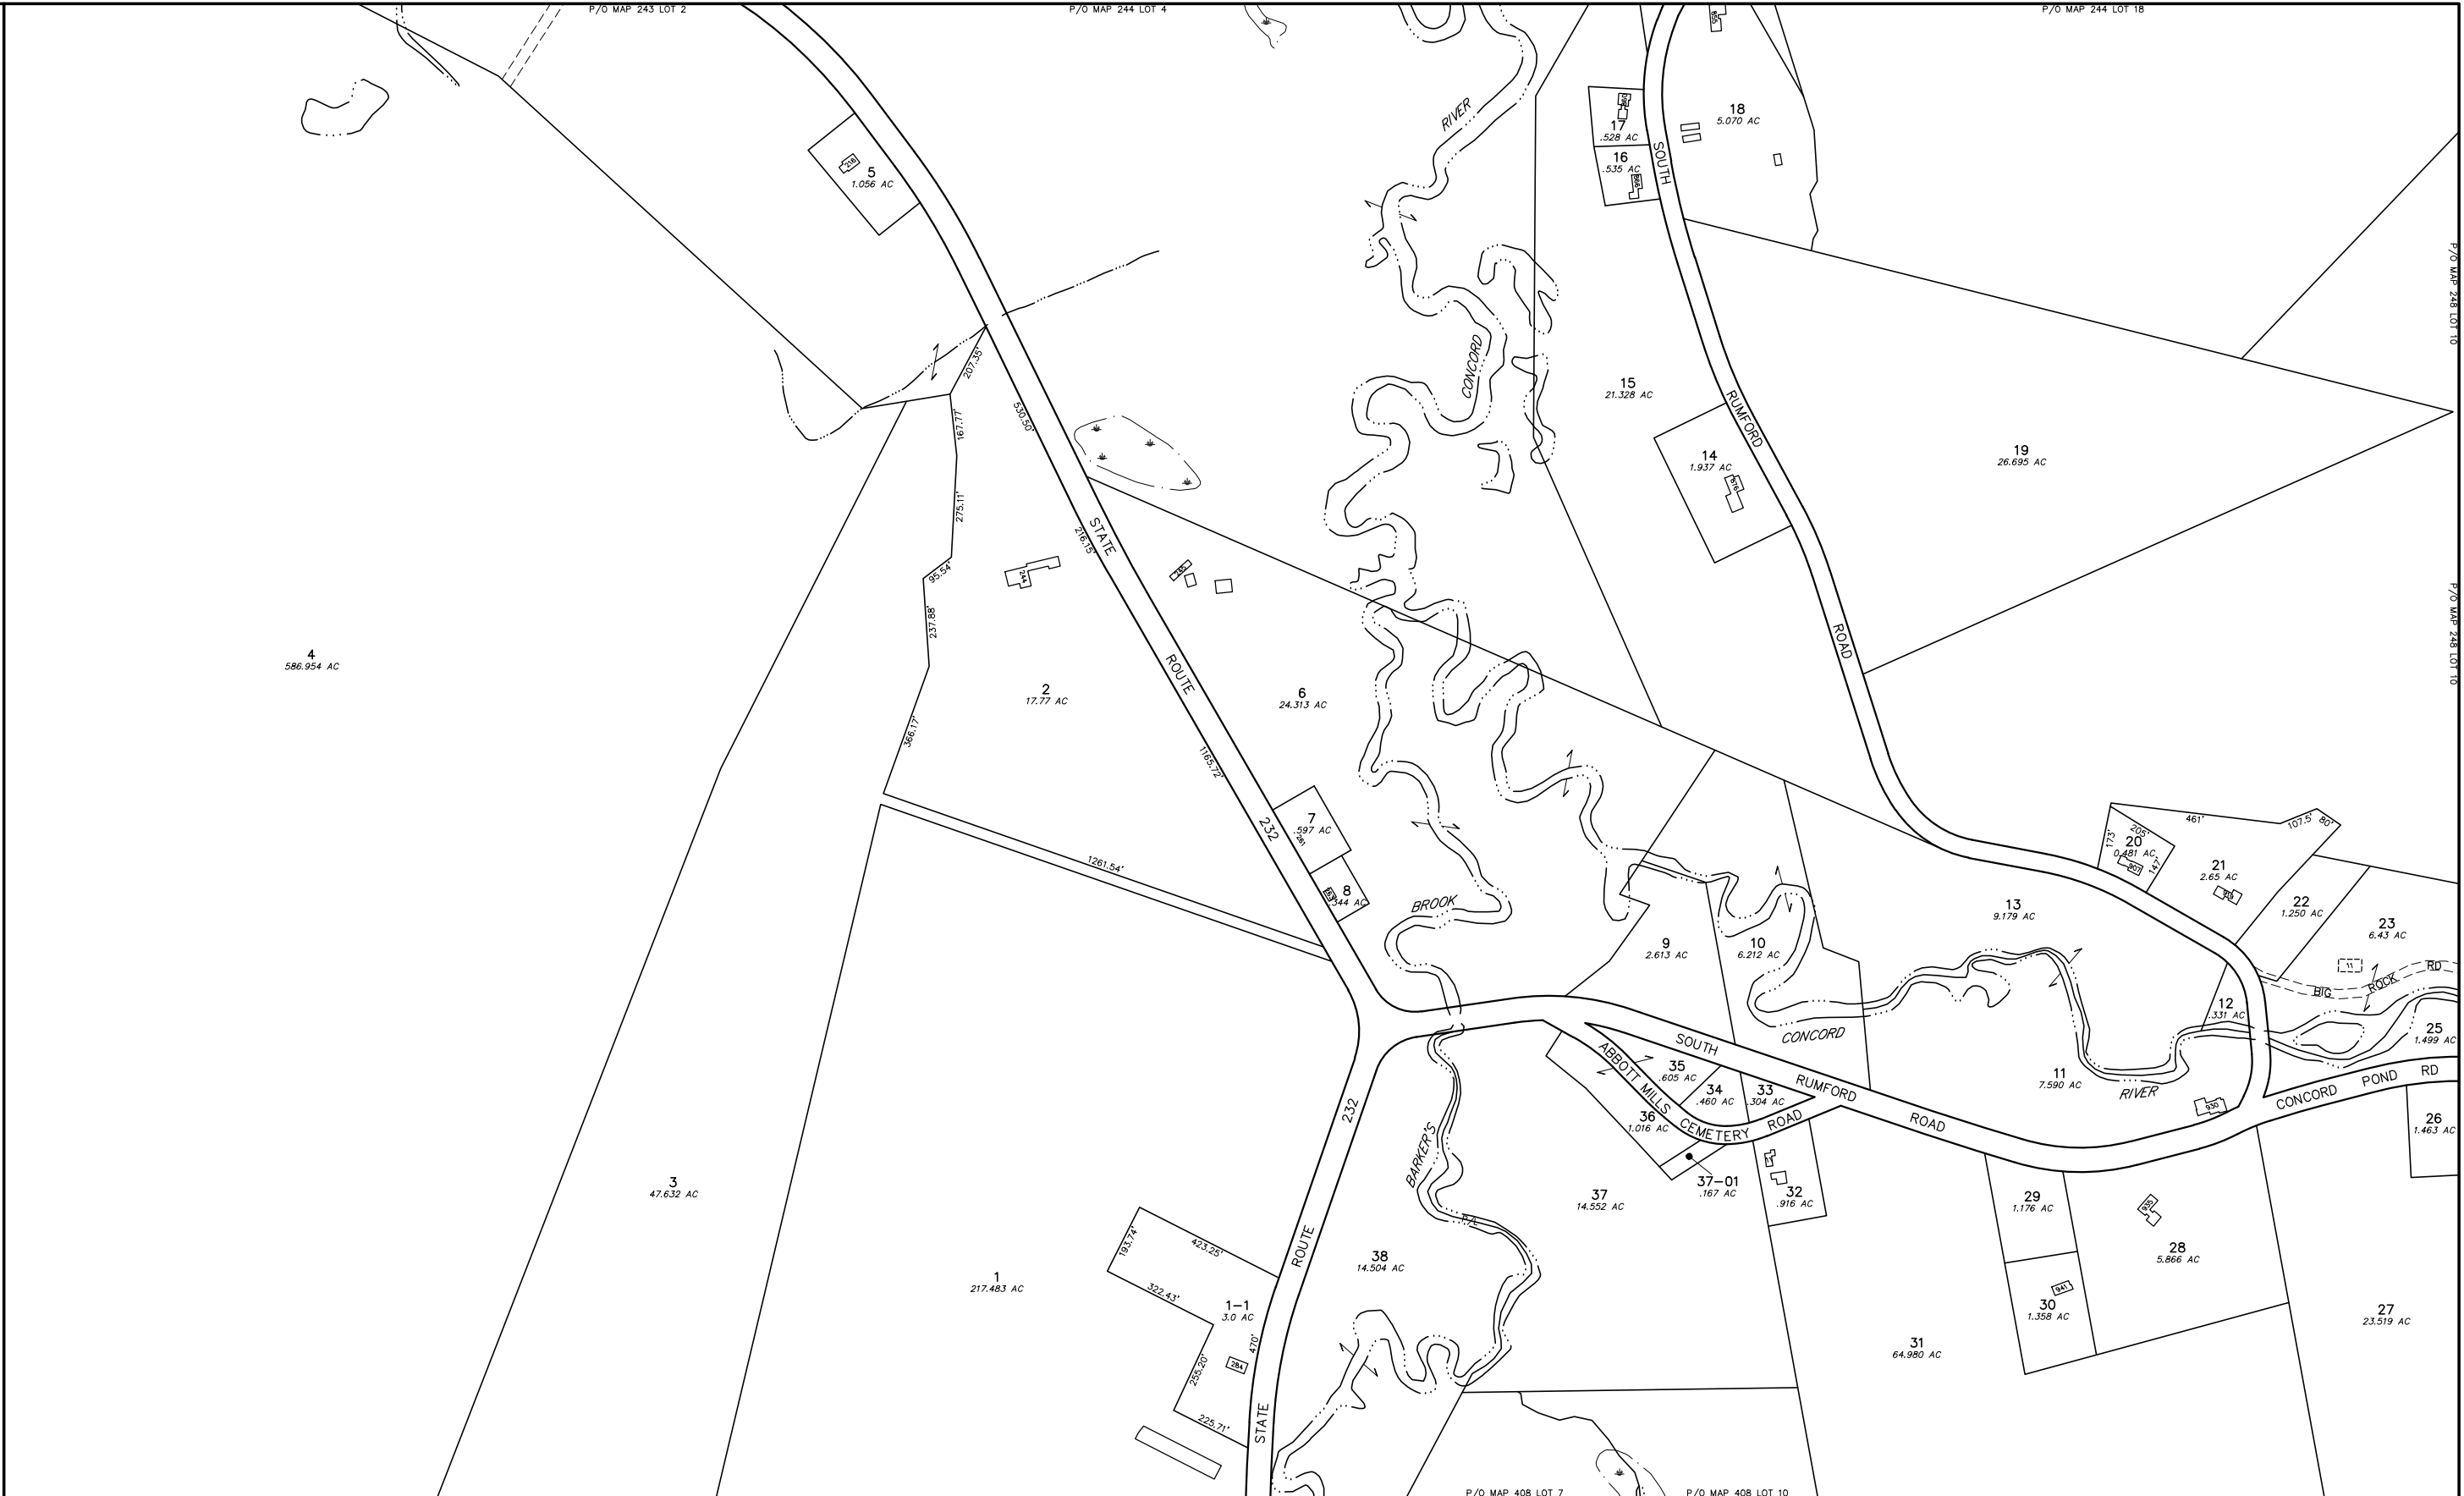 P/O MAP 243 LOT 2
P/O MAP 244 LOT 4
P/O MAP 244 LOT 18
RIVER
17
.528 AC
16
.535 AC
18
5.070 AC
SOUTH
216
5
1.056 AC
P/O MAP 248 LOT 10
207.35'
CONCORD
15
21.328 AC
RUMFORD
167.77'
530.50'
14
1.937 AC
876
19
26.695 AC
275.11'
STATE
216.15'
95.54'
244
245
237.88'
P/O MAP 248 LOT 10
ROAD
4
586.954 AC
2
17.77 AC
ROUTE
6
24.313 AC
366.17'
1165.72'
232
7
.597 AC
261
1261.54'
8
.344 AC
BROOK
461'
107.5'
80'
173'
205'
20
0.481 AC
907
147'
21
2.65 AC
22
1.250 AC
23
6.43 AC
13
9.179 AC
9
2.613 AC
10
6.212 AC
11
RD
ROCK
BIG
12
.331 AC
25
1.499 AC
CONCORD
SOUTH
ABBOTT MILLS
35
.605 AC
34
.460 AC
33
.304 AC
RUMFORD
11
7.590 AC
RIVER
930
CONCORD POND RD
232
36
1.016 AC
CEMETERY ROAD
ROAD
26
1.463 AC
BARKER'S
37-01
.167 AC
32
.916 AC
3
47.632 AC
37
14.552 AC
29
1.176 AC
935
193.74'
423.25'
ROUTE
P/L
38
14.504 AC
28
5.866 AC
1
217.483 AC
322.43'
1-1
3.0 AC
941
30
1.358 AC
27
23.519 AC
470'
284
255.20'
31
64.980 AC
225.71'
STATE
P/O MAP 408 LOT 7
P/O MAP 408 LOT 10